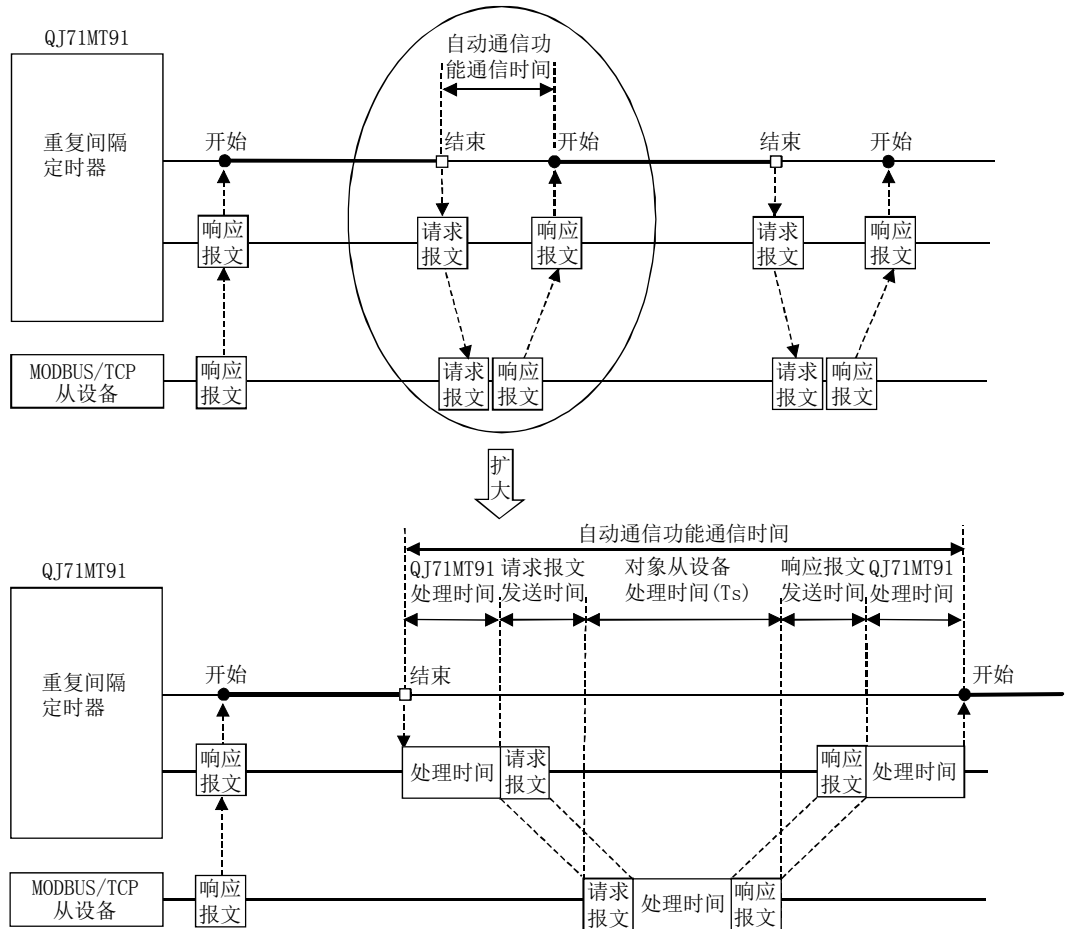 QJ71MT91
自动通信功
能通信时间
重复间隔
定时器
开始
结束
开始
结束
开始
响应
报文
请求
报文
响应
报文
请求
报文
响应
报文
MODBUS/TCP
从设备
响应
报文
请求
报文
响应
报文
请求
报文
响应
报文
扩
大
自动通信功能通信时间
QJ71MT91
QJ71MT91
处理时间
请求报文
发送时间
对象从设备
处理时间(Ts)
响应报文
发送时间
QJ71MT91
处理时间
重复间隔
定时器
开始
结束
开始
响应
报文
处理时间
请求
报文
响应
报文
处理时间
MODBUS/TCP
从设备
响应
报文
请求
报文
处理时间
响应
报文